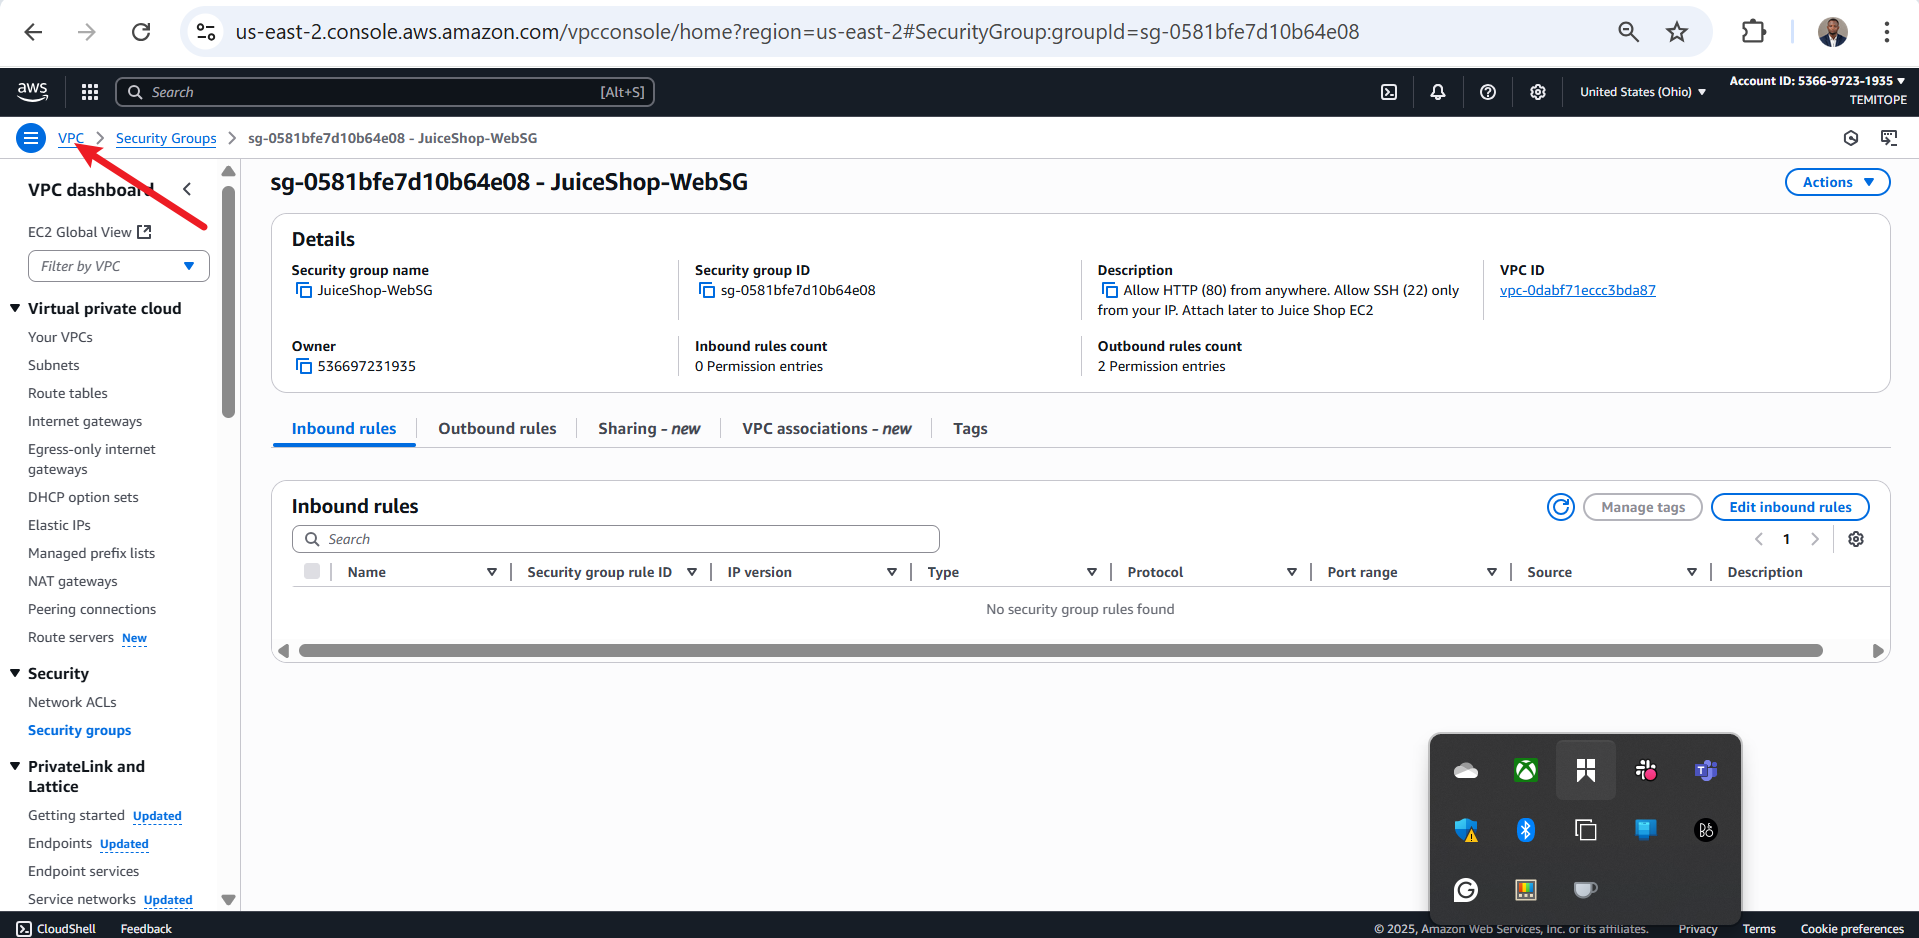 us-east-2.console.aws.amazon.com/vpcconsole/home?region=us-east-2#SecurityGroup:groupId=sg-0581bfe7d10b64e08
aws
Search
[Alt+S]
United States (Ohio)
Account ID: 5366-9723-1935
TEMITOPE
VPC
Security Groups
sg-0581bfe7d10b64e08 - JuiceShop-WebSG
VPC dashboard
EC2 Global View
Filter by VPC
Virtual private cloud
Your VPCs
Subnets
Route tables
Internet gateways
Egress-only internet
gateways
DHCP option sets
Elastic IPs
Managed prefix lists
NAT gateways
Peering connections
Route servers New
Security
Network ACLs
Security groups
PrivateLink and
Lattice
Getting started Updated
Endpoints Updated
Endpoint services
Service networks Updated
sg-0581bfe7d10b64e08 - JuiceShop-WebSG
Actions
Details
Security group name
JuiceShop-WebSG
Security group ID
sg-0581bfe7d10b64e08
Description
Allow HTTP (80) from anywhere. Allow SSH (22) only
from your IP. Attach later to Juice Shop EC2
VPC ID
vpc-0dabf71eccc3bda87
Owner
536697231935
Inbound rules count
0 Permission entries
Outbound rules count
2 Permission entries
Inbound rules
Outbound rules
Sharing - new
VPC associations - new
Tags
Inbound rules
Manage tags
Edit inbound rules
Search
1
Name
Security group rule ID
IP version
Type
Protocol
Port range
Source
Description
No security group rules found
CloudShell
Feedback
© 2025, Amazon Web Services, Inc. or its affiliates.
Privacy
Terms
Cookie preferences